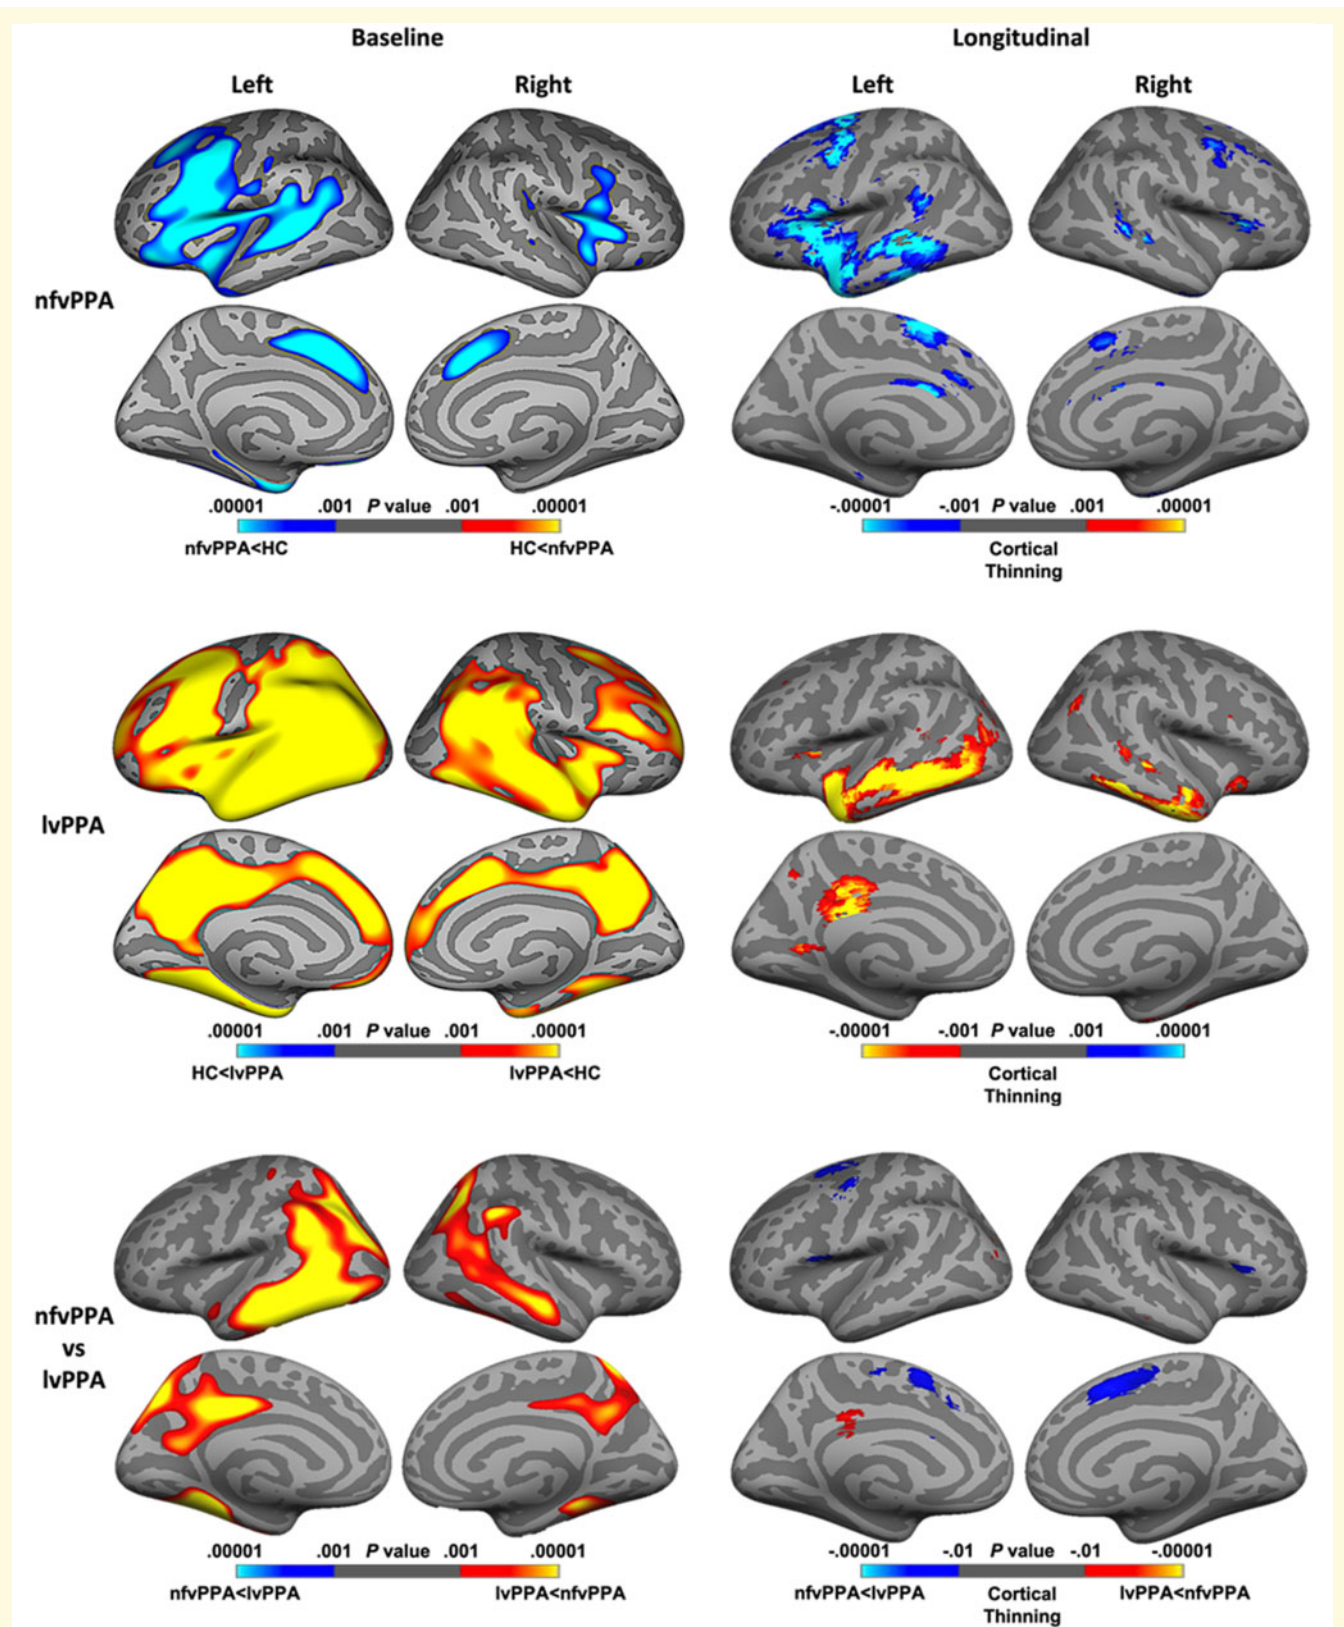 Baseline Longitudinal
Left Right Left Right
nfvPPA
.00001 .001 P value .001 .00001 -.00001 -.001 P value .001 .00001
nfvPPA<HC HC<nfvPPA Cortical
Thinning
lvPPA
.00001 .001 P value .001 .00001 -.00001 -.001 P value .001 .00001
HC<lvPPA lvPPA<HC Cortical
Thinning
nfvPPA
vs
lvPPA
.00001 .001 P value .001 .00001 -.00001 -.01 P value -.01 -.00001
nfvPPA<lvPPA lvPPA<nfvPPA nfvPPA<lvPPA Cortical lvPPA<nfvPPA
Thinning